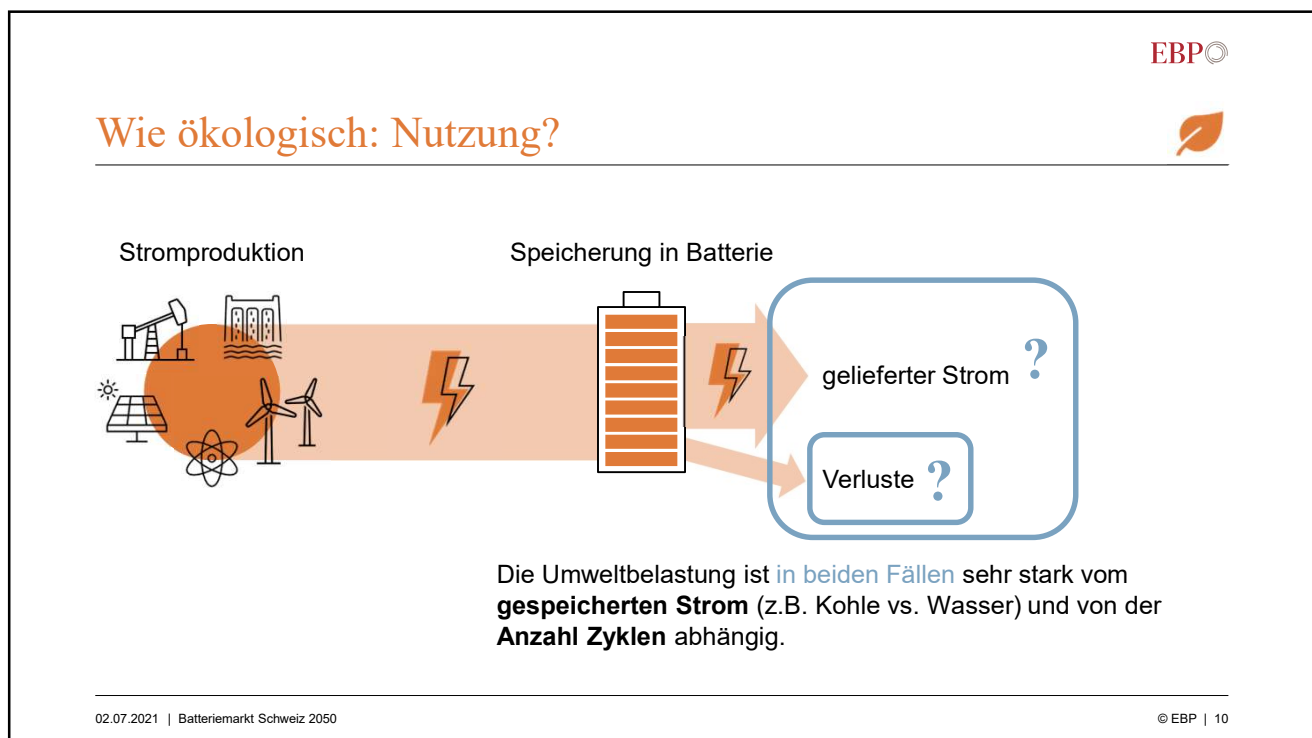 EBP
Wie ökologisch: Nutzung?
Stromproduktion
Speicherung in Batterie
gelieferter Strom ?
Verluste ?
Die Umweltbelastung ist in beiden Fällen sehr stark vom
gespeicherten Strom (z.B. Kohle vs. Wasser) und von der
Anzahl Zyklen abhängig.
02.07.2021 | Batteriemarkt Schweiz 2050
© EBP | 10